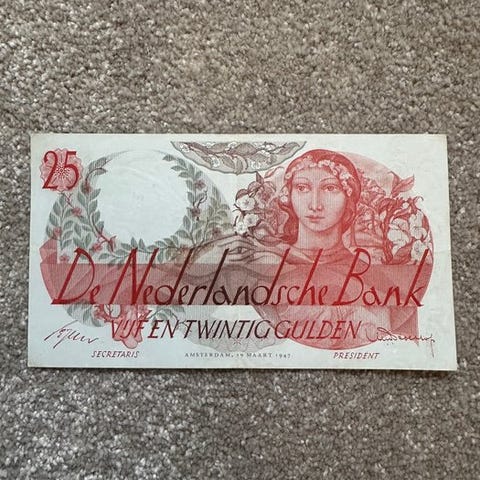 25
De Nederlandsche Bank
VIJF EN TWINTIG GULDEN
SECRETARIS AMSTERDAM, 19 MAART 1947 PRESIDENT